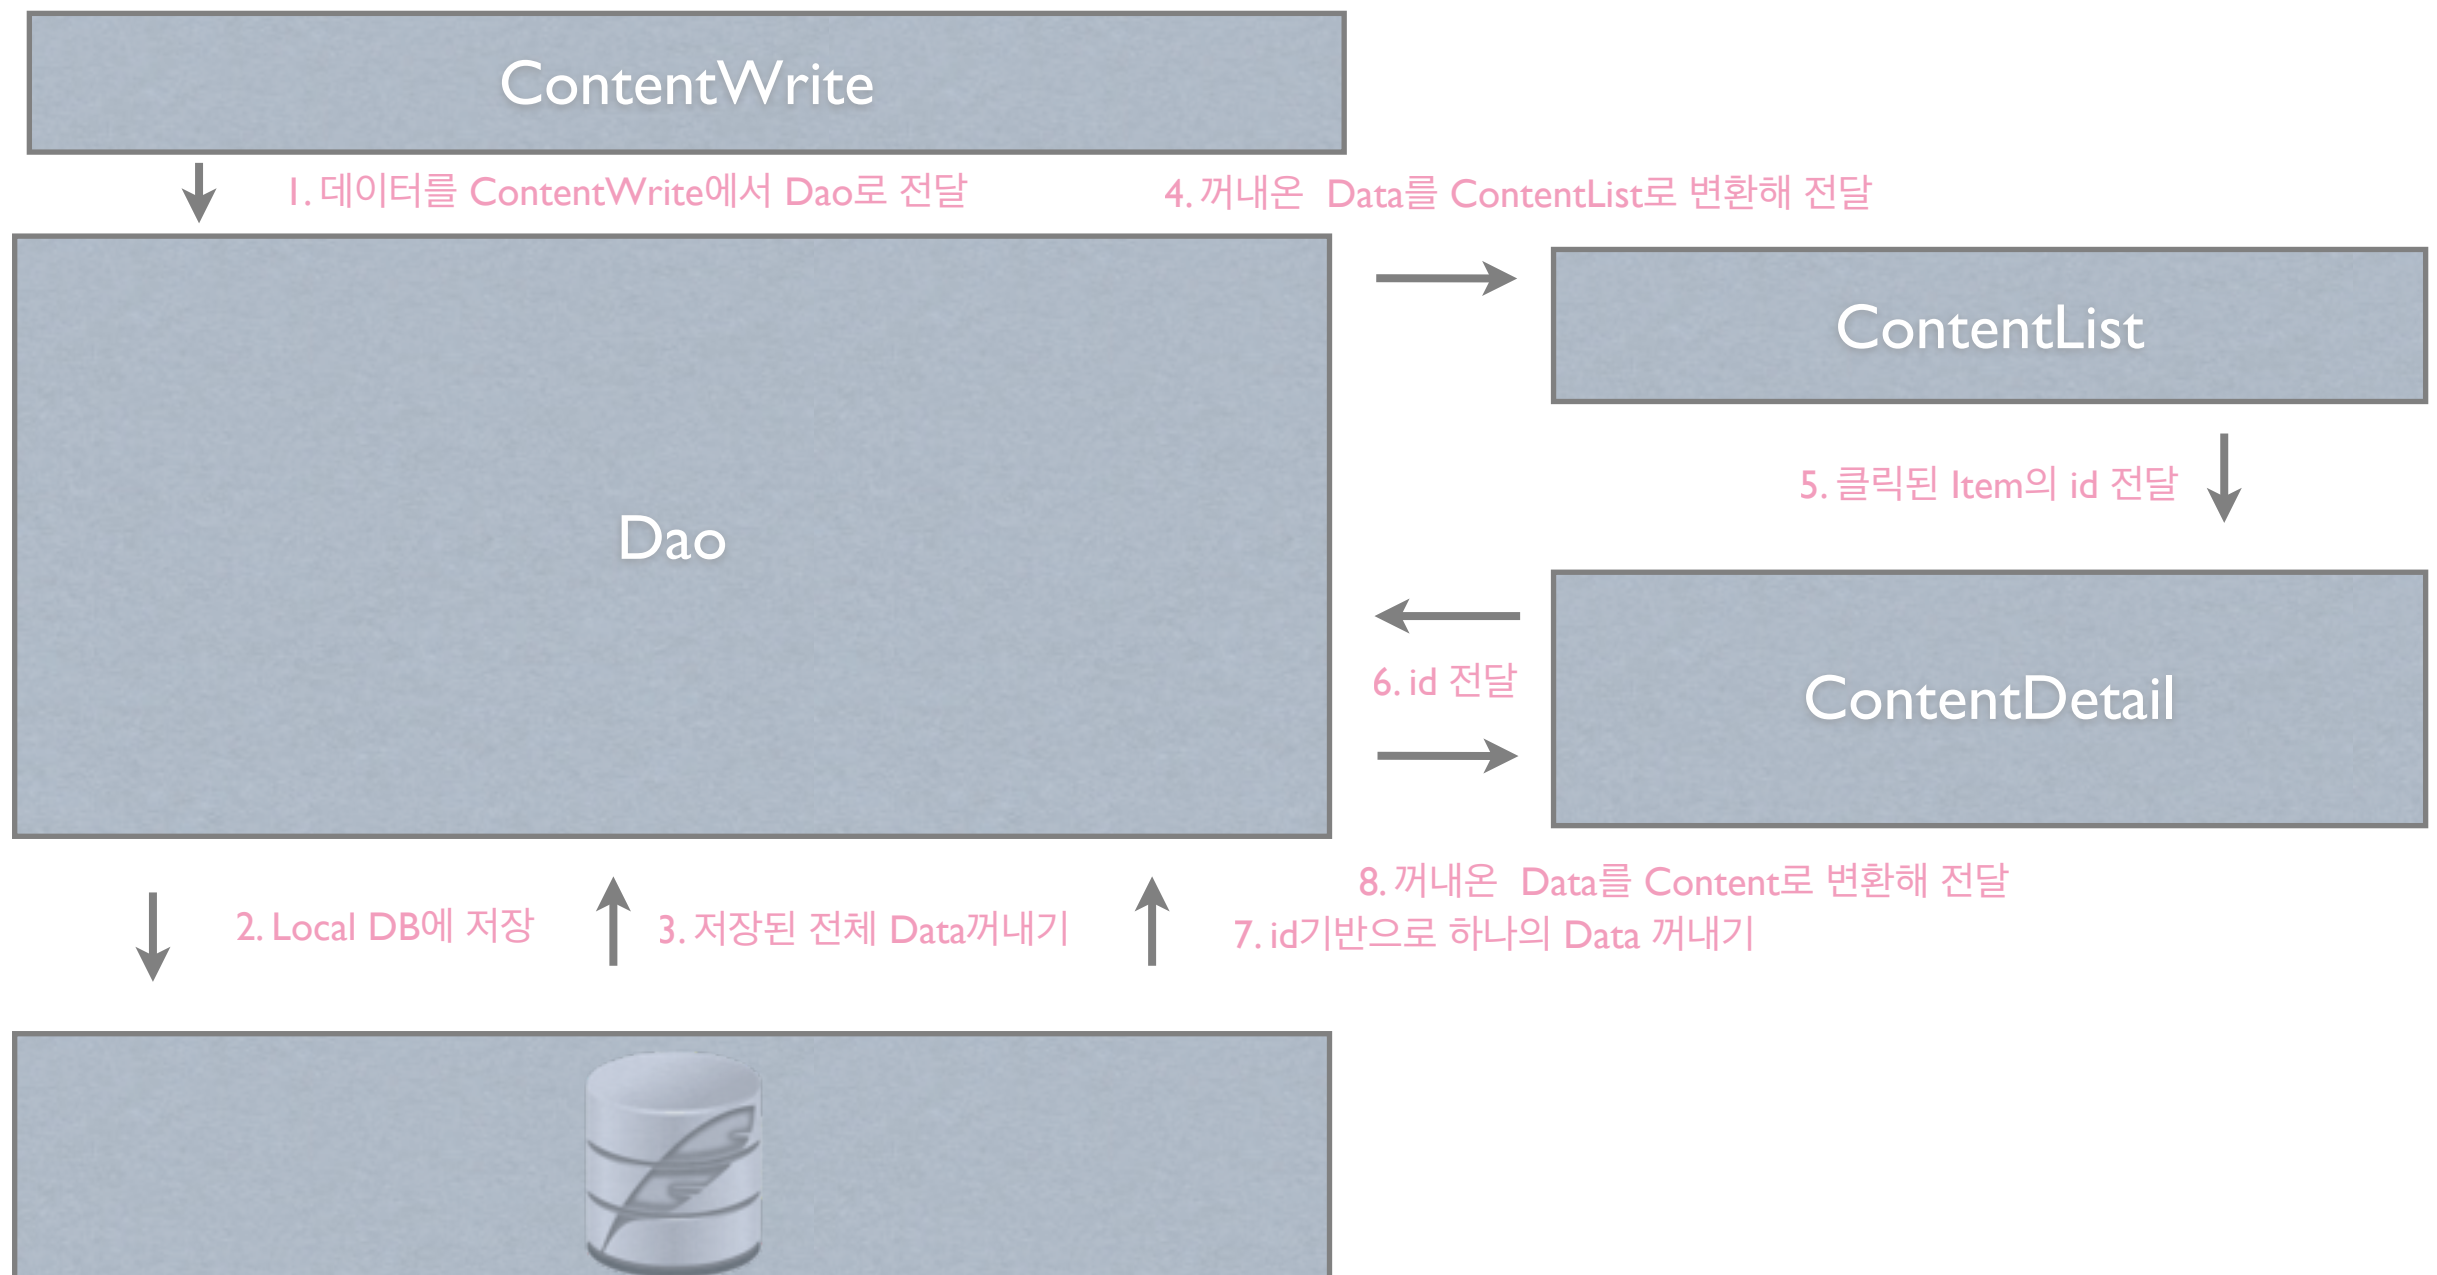 ContentWrite
1. 데이터를 ContentWrite에서 Dao로 전달
4. 꺼내온 Data를 ContentList로 변환해 전달
ContentList
Dao
5. 클릭된 Item의 id 전달
6. id 전달
ContentDetail
8. 꺼내온 Data를 Content로 변환해 전달
2. Local DB에 저장
3. 저장된 전체 Data꺼내기
7. id기반으로 하나의 Data 꺼내기